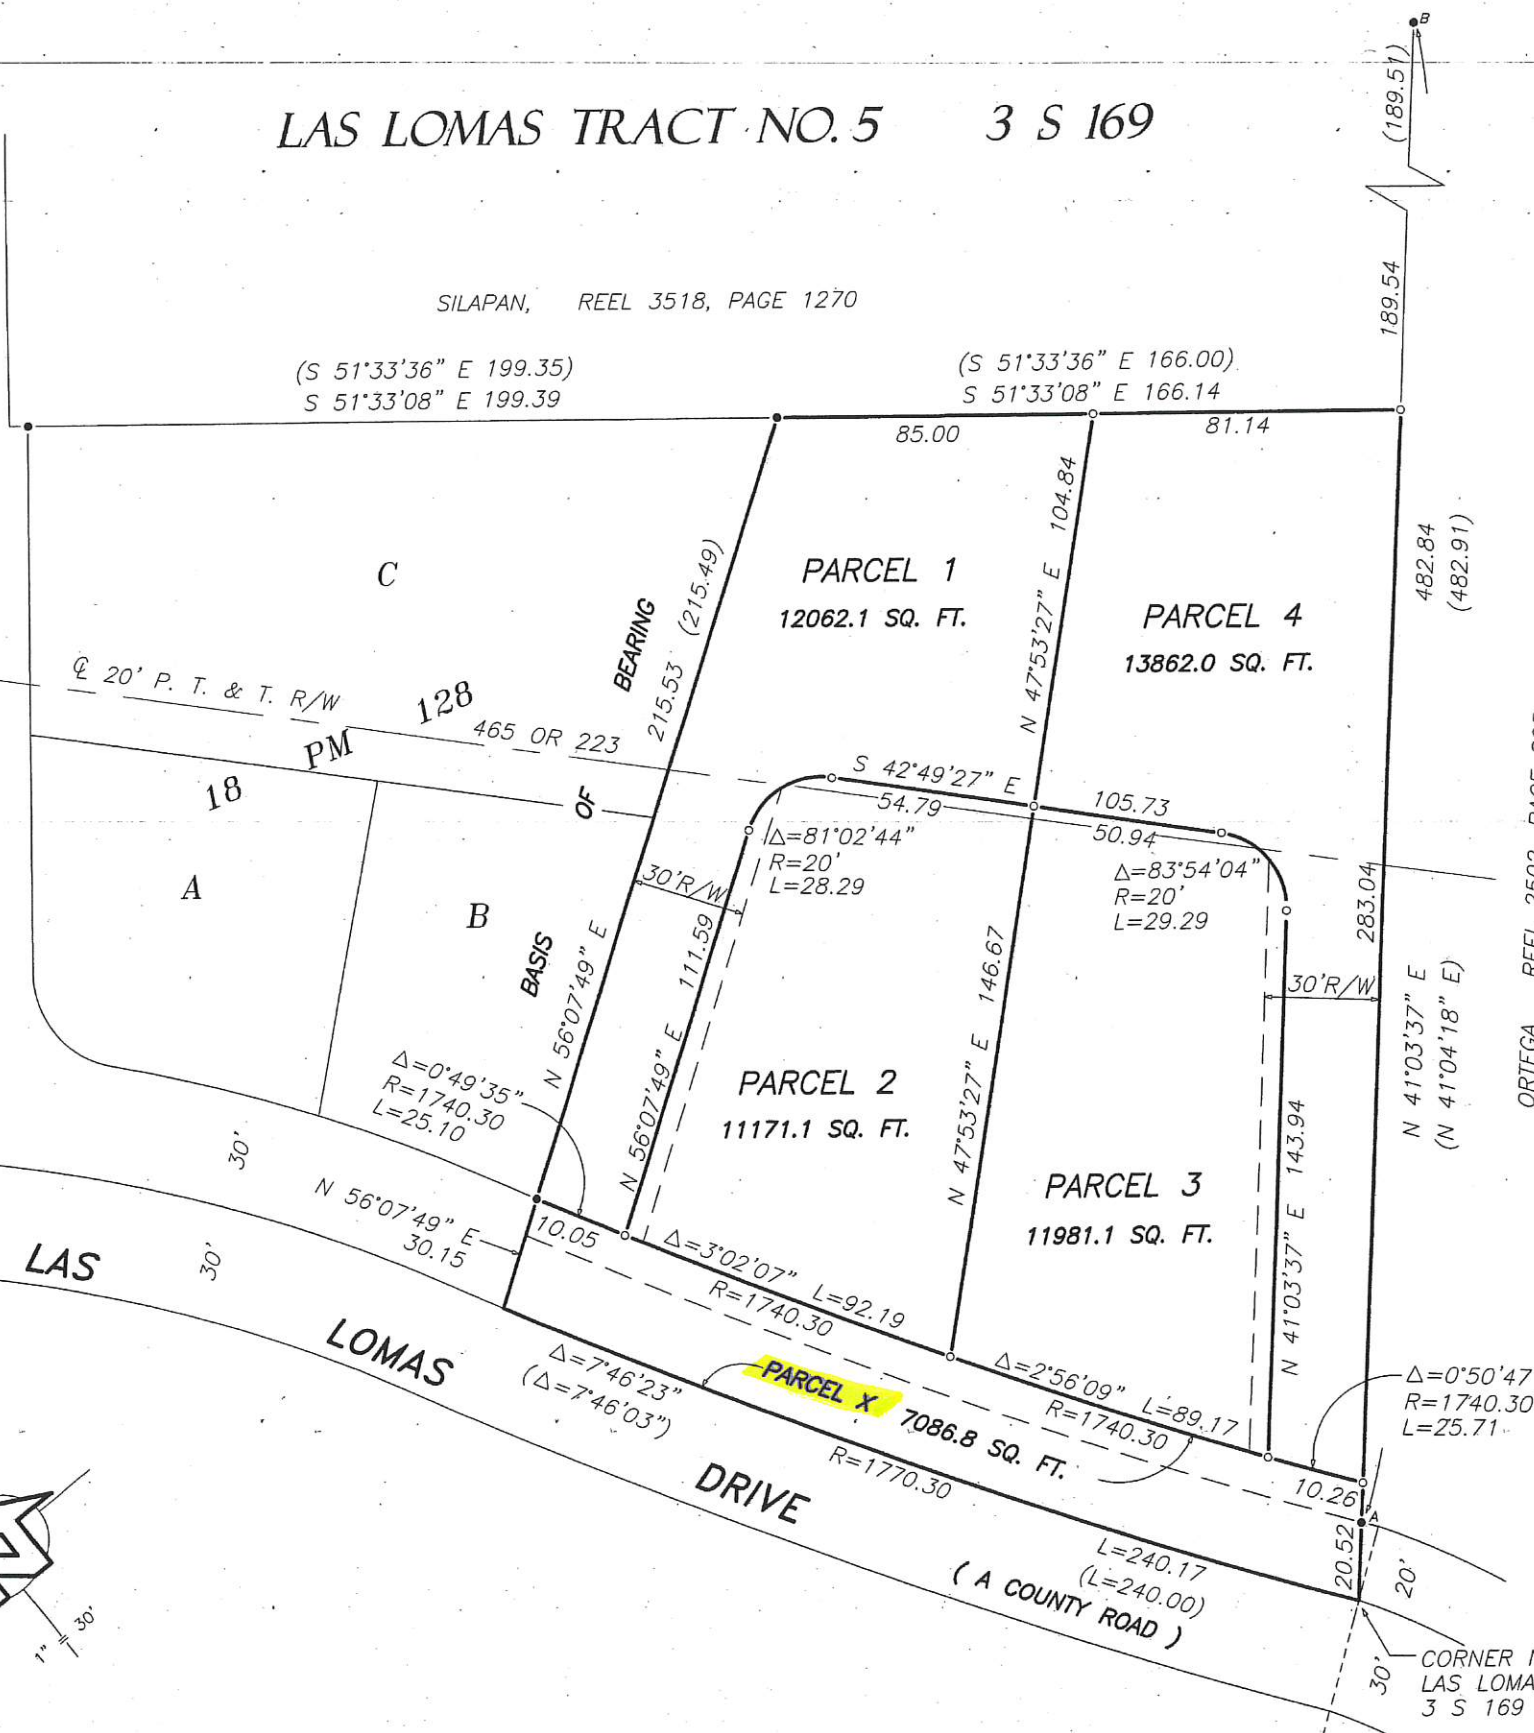 B
(189.51)
LAS LOMAS TRACT NO. 5 3 S 169
189.54
SILAPAN, REEL 3518, PAGE 1270
(S 51°33'36" E 199.35)
S 51°33'08" E 199.39
(S 51°33'36" E 166.00)
S 51°33'08" E 166.14
85.00
81.14
C
BASIS OF BEARING
N 56°07'49" E 215.53 (215.49)
PARCEL 1
12062.1 SQ. FT.
N 47°53'27" E 104.84
PARCEL 4
13862.0 SQ. FT.
482.84
(482.91)
℄ 20' P. T. & T. R/W
465 OR 223
18 PM 128
A
B
S 42°49'27" E
105.73
54.79
50.94
Δ=81°02'44"
R=20'
L=28.29
Δ=83°54'04"
R=20'
L=29.29
30'R/W
30'R/W
283.04
N 41°03'37" E
(N 41°04'18" E)
ORTEGA REEL
N 56°07'49" E 111.59
N 47°53'27" E 146.67
N 41°03'37" E 143.94
PARCEL 2
11171.1 SQ. FT.
PARCEL 3
11981.1 SQ. FT.
Δ=0°49'35"
R=1740.30
L=25.10
N 56°07'49" E
30.15
10.05
Δ=3°02'07" L=92.19
R=1740.30
Δ=2°56'09" L=89.17
R=1740.30
Δ=0°50'47
R=1740.30
L=25.71
10.26
A
20.52
20'
30'
30'
30'
LAS LOMAS DRIVE
( A COUNTY ROAD )
PARCEL X 7086.8 SQ. FT.
Δ=7°46'23"
(Δ=7°46'03")
R=1770.30
L=240.17
(L=240.00)
CORNER
LAS LOMA
3 S 169
1" = 30'